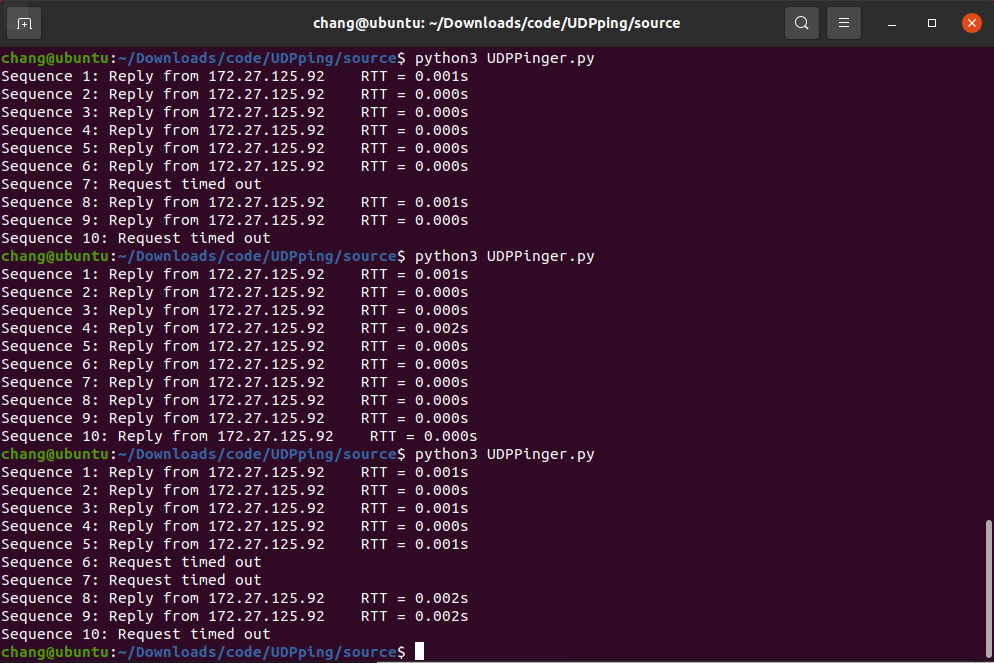 chang@ubuntu: ~/Downloads/code/UDPping/source
chang@ubuntu:~/Downloads/code/UDPping/source$ python3 UDPPinger.py
Sequence 1: Reply from 172.27.125.92    RTT = 0.001s
Sequence 2: Reply from 172.27.125.92    RTT = 0.000s
Sequence 3: Reply from 172.27.125.92    RTT = 0.000s
Sequence 4: Reply from 172.27.125.92    RTT = 0.000s
Sequence 5: Reply from 172.27.125.92    RTT = 0.000s
Sequence 6: Reply from 172.27.125.92    RTT = 0.000s
Sequence 7: Request timed out
Sequence 8: Reply from 172.27.125.92    RTT = 0.001s
Sequence 9: Reply from 172.27.125.92    RTT = 0.000s
Sequence 10: Request timed out
chang@ubuntu:~/Downloads/code/UDPping/source$ python3 UDPPinger.py
Sequence 1: Reply from 172.27.125.92    RTT = 0.001s
Sequence 2: Reply from 172.27.125.92    RTT = 0.000s
Sequence 3: Reply from 172.27.125.92    RTT = 0.000s
Sequence 4: Reply from 172.27.125.92    RTT = 0.002s
Sequence 5: Reply from 172.27.125.92    RTT = 0.000s
Sequence 6: Reply from 172.27.125.92    RTT = 0.000s
Sequence 7: Reply from 172.27.125.92    RTT = 0.000s
Sequence 8: Reply from 172.27.125.92    RTT = 0.000s
Sequence 9: Reply from 172.27.125.92    RTT = 0.000s
Sequence 10: Reply from 172.27.125.92    RTT = 0.000s
chang@ubuntu:~/Downloads/code/UDPping/source$ python3 UDPPinger.py
Sequence 1: Reply from 172.27.125.92    RTT = 0.001s
Sequence 2: Reply from 172.27.125.92    RTT = 0.000s
Sequence 3: Reply from 172.27.125.92    RTT = 0.001s
Sequence 4: Reply from 172.27.125.92    RTT = 0.000s
Sequence 5: Reply from 172.27.125.92    RTT = 0.001s
Sequence 6: Request timed out
Sequence 7: Request timed out
Sequence 8: Reply from 172.27.125.92    RTT = 0.002s
Sequence 9: Reply from 172.27.125.92    RTT = 0.002s
Sequence 10: Request timed out
chang@ubuntu:~/Downloads/code/UDPping/source$